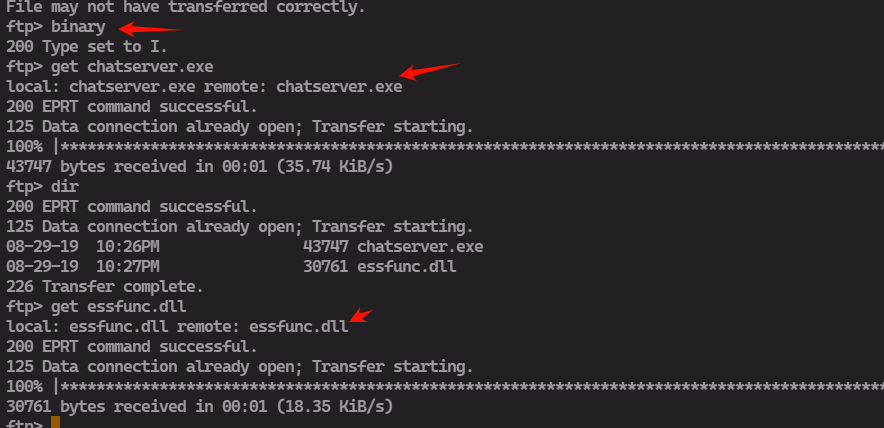 File may not have transferred correctly.
ftp> binary
200 Type set to I.
ftp> get chatserver.exe
local: chatserver.exe remote: chatserver.exe
200 EPRT command successful.
125 Data connection already open; Transfer starting.
100% |*******************************************************************************************
43747 bytes received in 00:01 (35.74 KiB/s)
ftp> dir
200 EPRT command successful.
125 Data connection already open; Transfer starting.
08-29-19  10:26PM                43747 chatserver.exe
08-29-19  10:27PM                30761 essfunc.dll
226 Transfer complete.
ftp> get essfunc.dll
local: essfunc.dll remote: essfunc.dll
200 EPRT command successful.
125 Data connection already open; Transfer starting.
100% |*******************************************************************************************
30761 bytes received in 00:01 (18.35 KiB/s)
ftp>